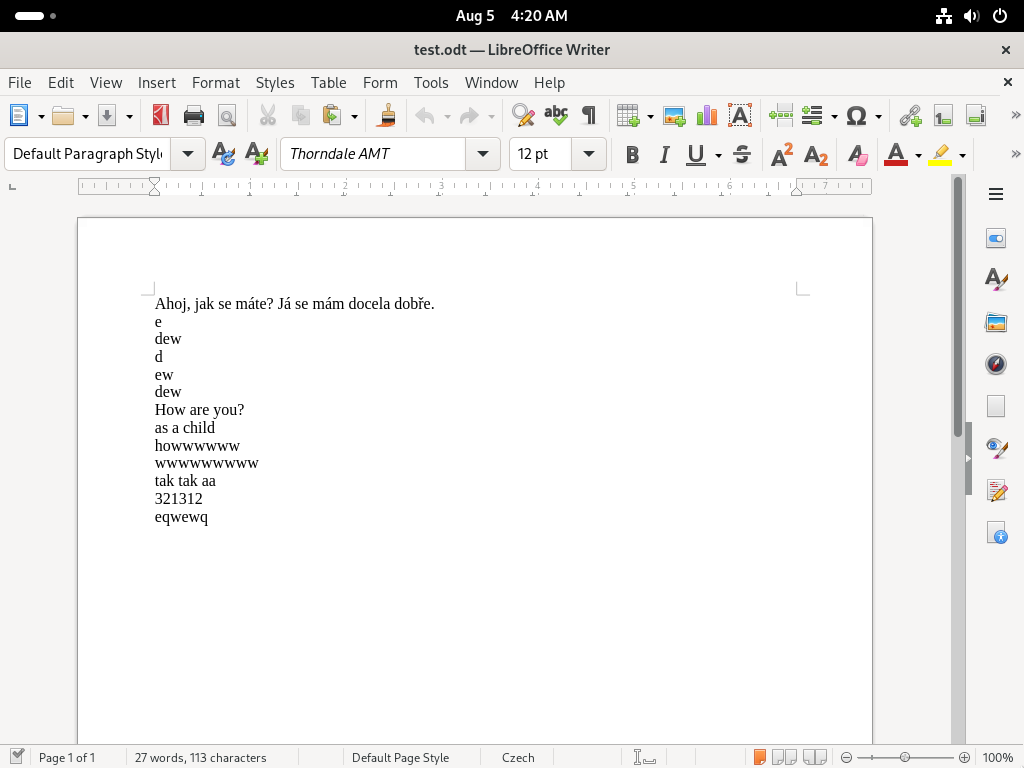 Aug 5 4:20 AM
test.odt — LibreOffice Writer
File Edit View Insert Format Styles Table Form Tools Window Help
Default Paragraph Style Thorndale AMT 12 pt
1 2 3 4 5 6 7
Ahoj, jak se máte? Já se mám docela dobře.
e
dew
d
ew
dew
How are you?
as a child
howwwwww
wwwwwwwww
tak tak aa
321312
eqwewq
Page 1 of 1 27 words, 113 characters Default Page Style Czech 100%